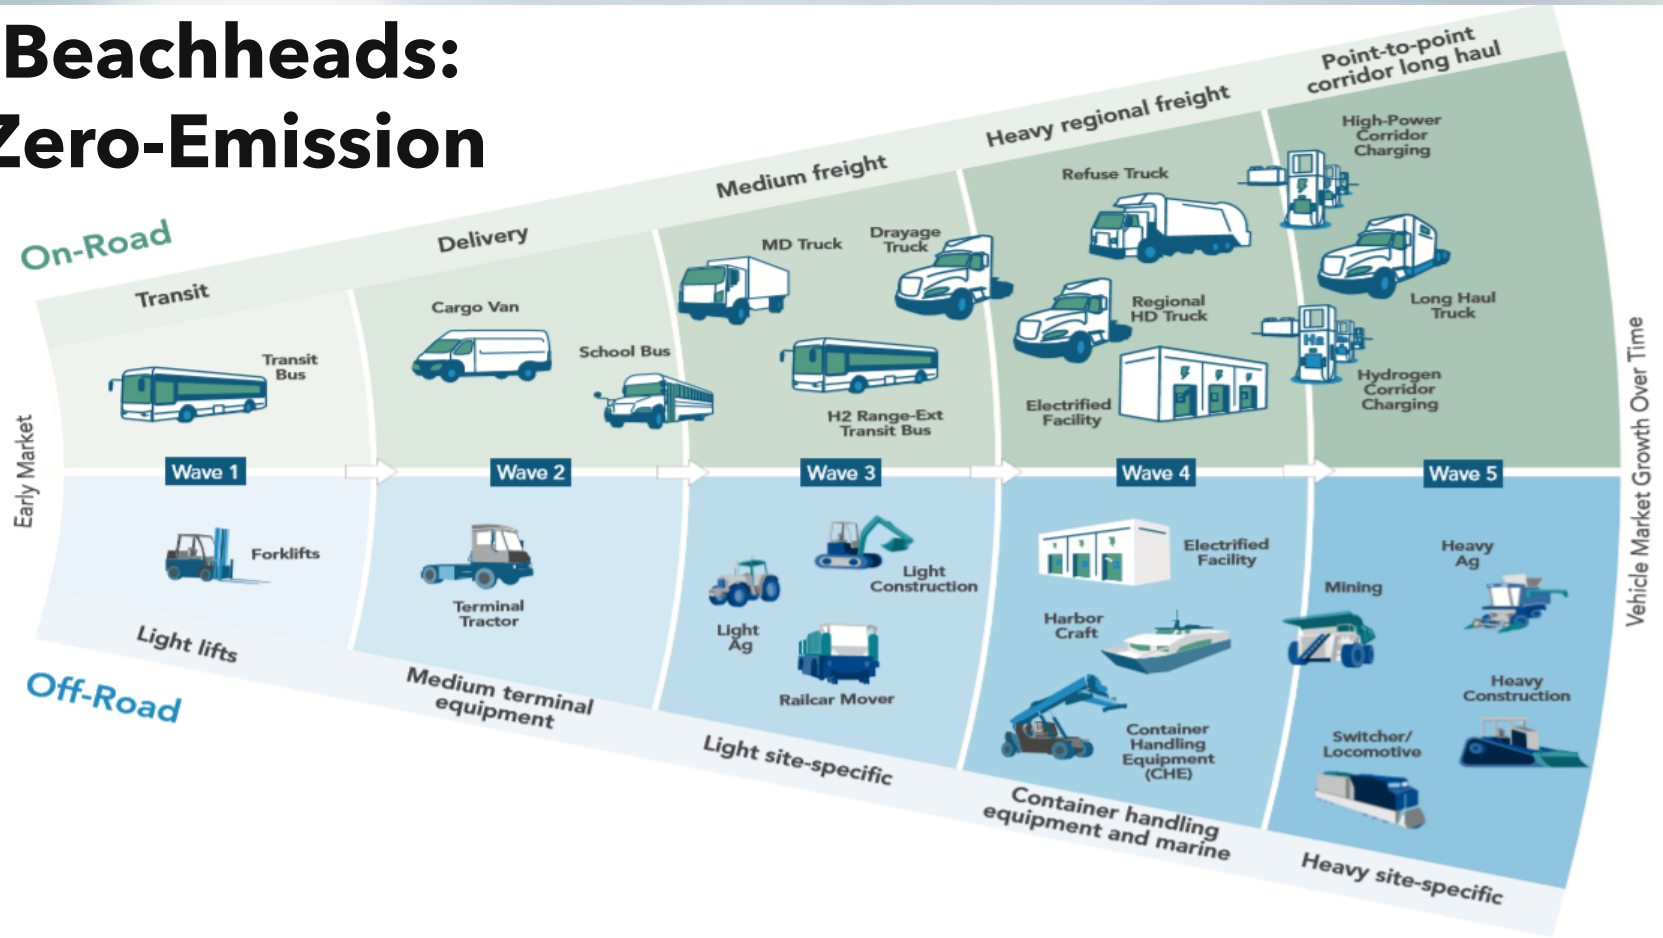 Beachheads:
Zero-Emission
On-Road
Transit
Delivery
Medium freight
Heavy regional freight
Point-to-point
corridor long haul
Transit
Bus
Cargo Van
School Bus
MD Truck
Drayage
Truck
H2 Range-Ext
Transit Bus
Refuse Truck
Regional
HD Truck
Electrified
Facility
High-Power
Corridor
Charging
Long Haul
Truck
H2
Hydrogen
Corridor
Charging
Early Market
Wave 1
Wave 2
Wave 3
Wave 4
Wave 5
Vehicle Market Growth Over Time
Forklifts
Terminal
Tractor
Light
Construction
Light
Ag
Railcar Mover
Electrified
Facility
Harbor
Craft
Container
Handling
Equipment
(CHE)
Heavy
Ag
Mining
Heavy
Construction
Switcher/
Locomotive
Off-Road
Light lifts
Medium terminal
equipment
Light site-specific
Container handling
equipment and marine
Heavy site-specific